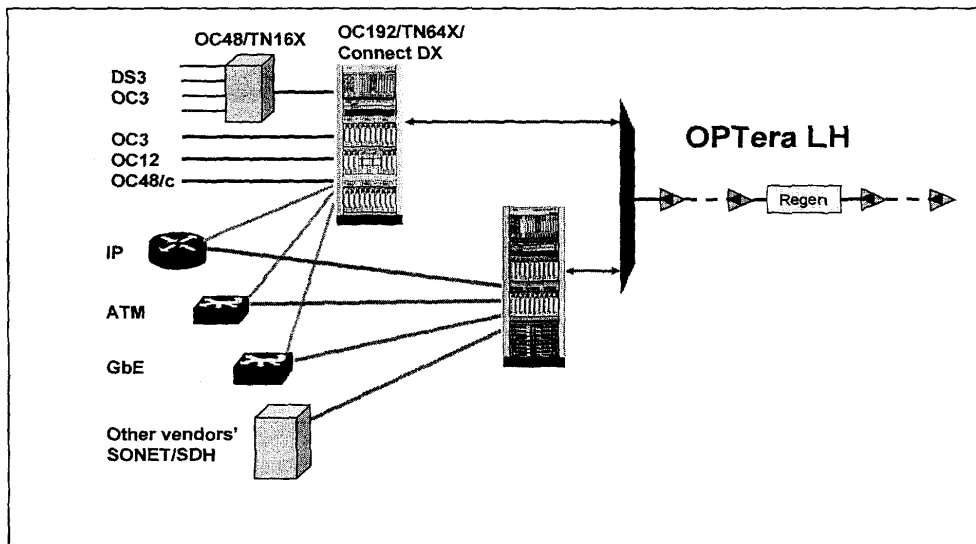 OC48/TN16X
OC192/TN64X/
Connect DX
DS3
OC3
OC3
OC12
OC48/c
OPTera LH
Regen
IP
ATM
GbE
Other vendors'
SONET/SDH